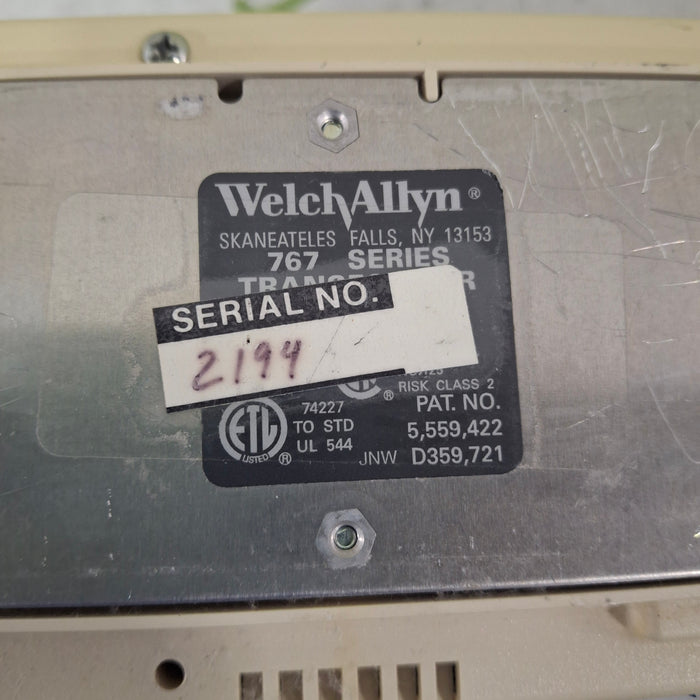 WelchAllyn®
SKANEATELES FALLS, NY 13153
767 SERIES
SERIAL NO.
2194
RISK CLASS 2
PAT. NO.
5,559,422
JNW D359,721
74227
TO STD
UL 544
ETL
LISTED ®
®